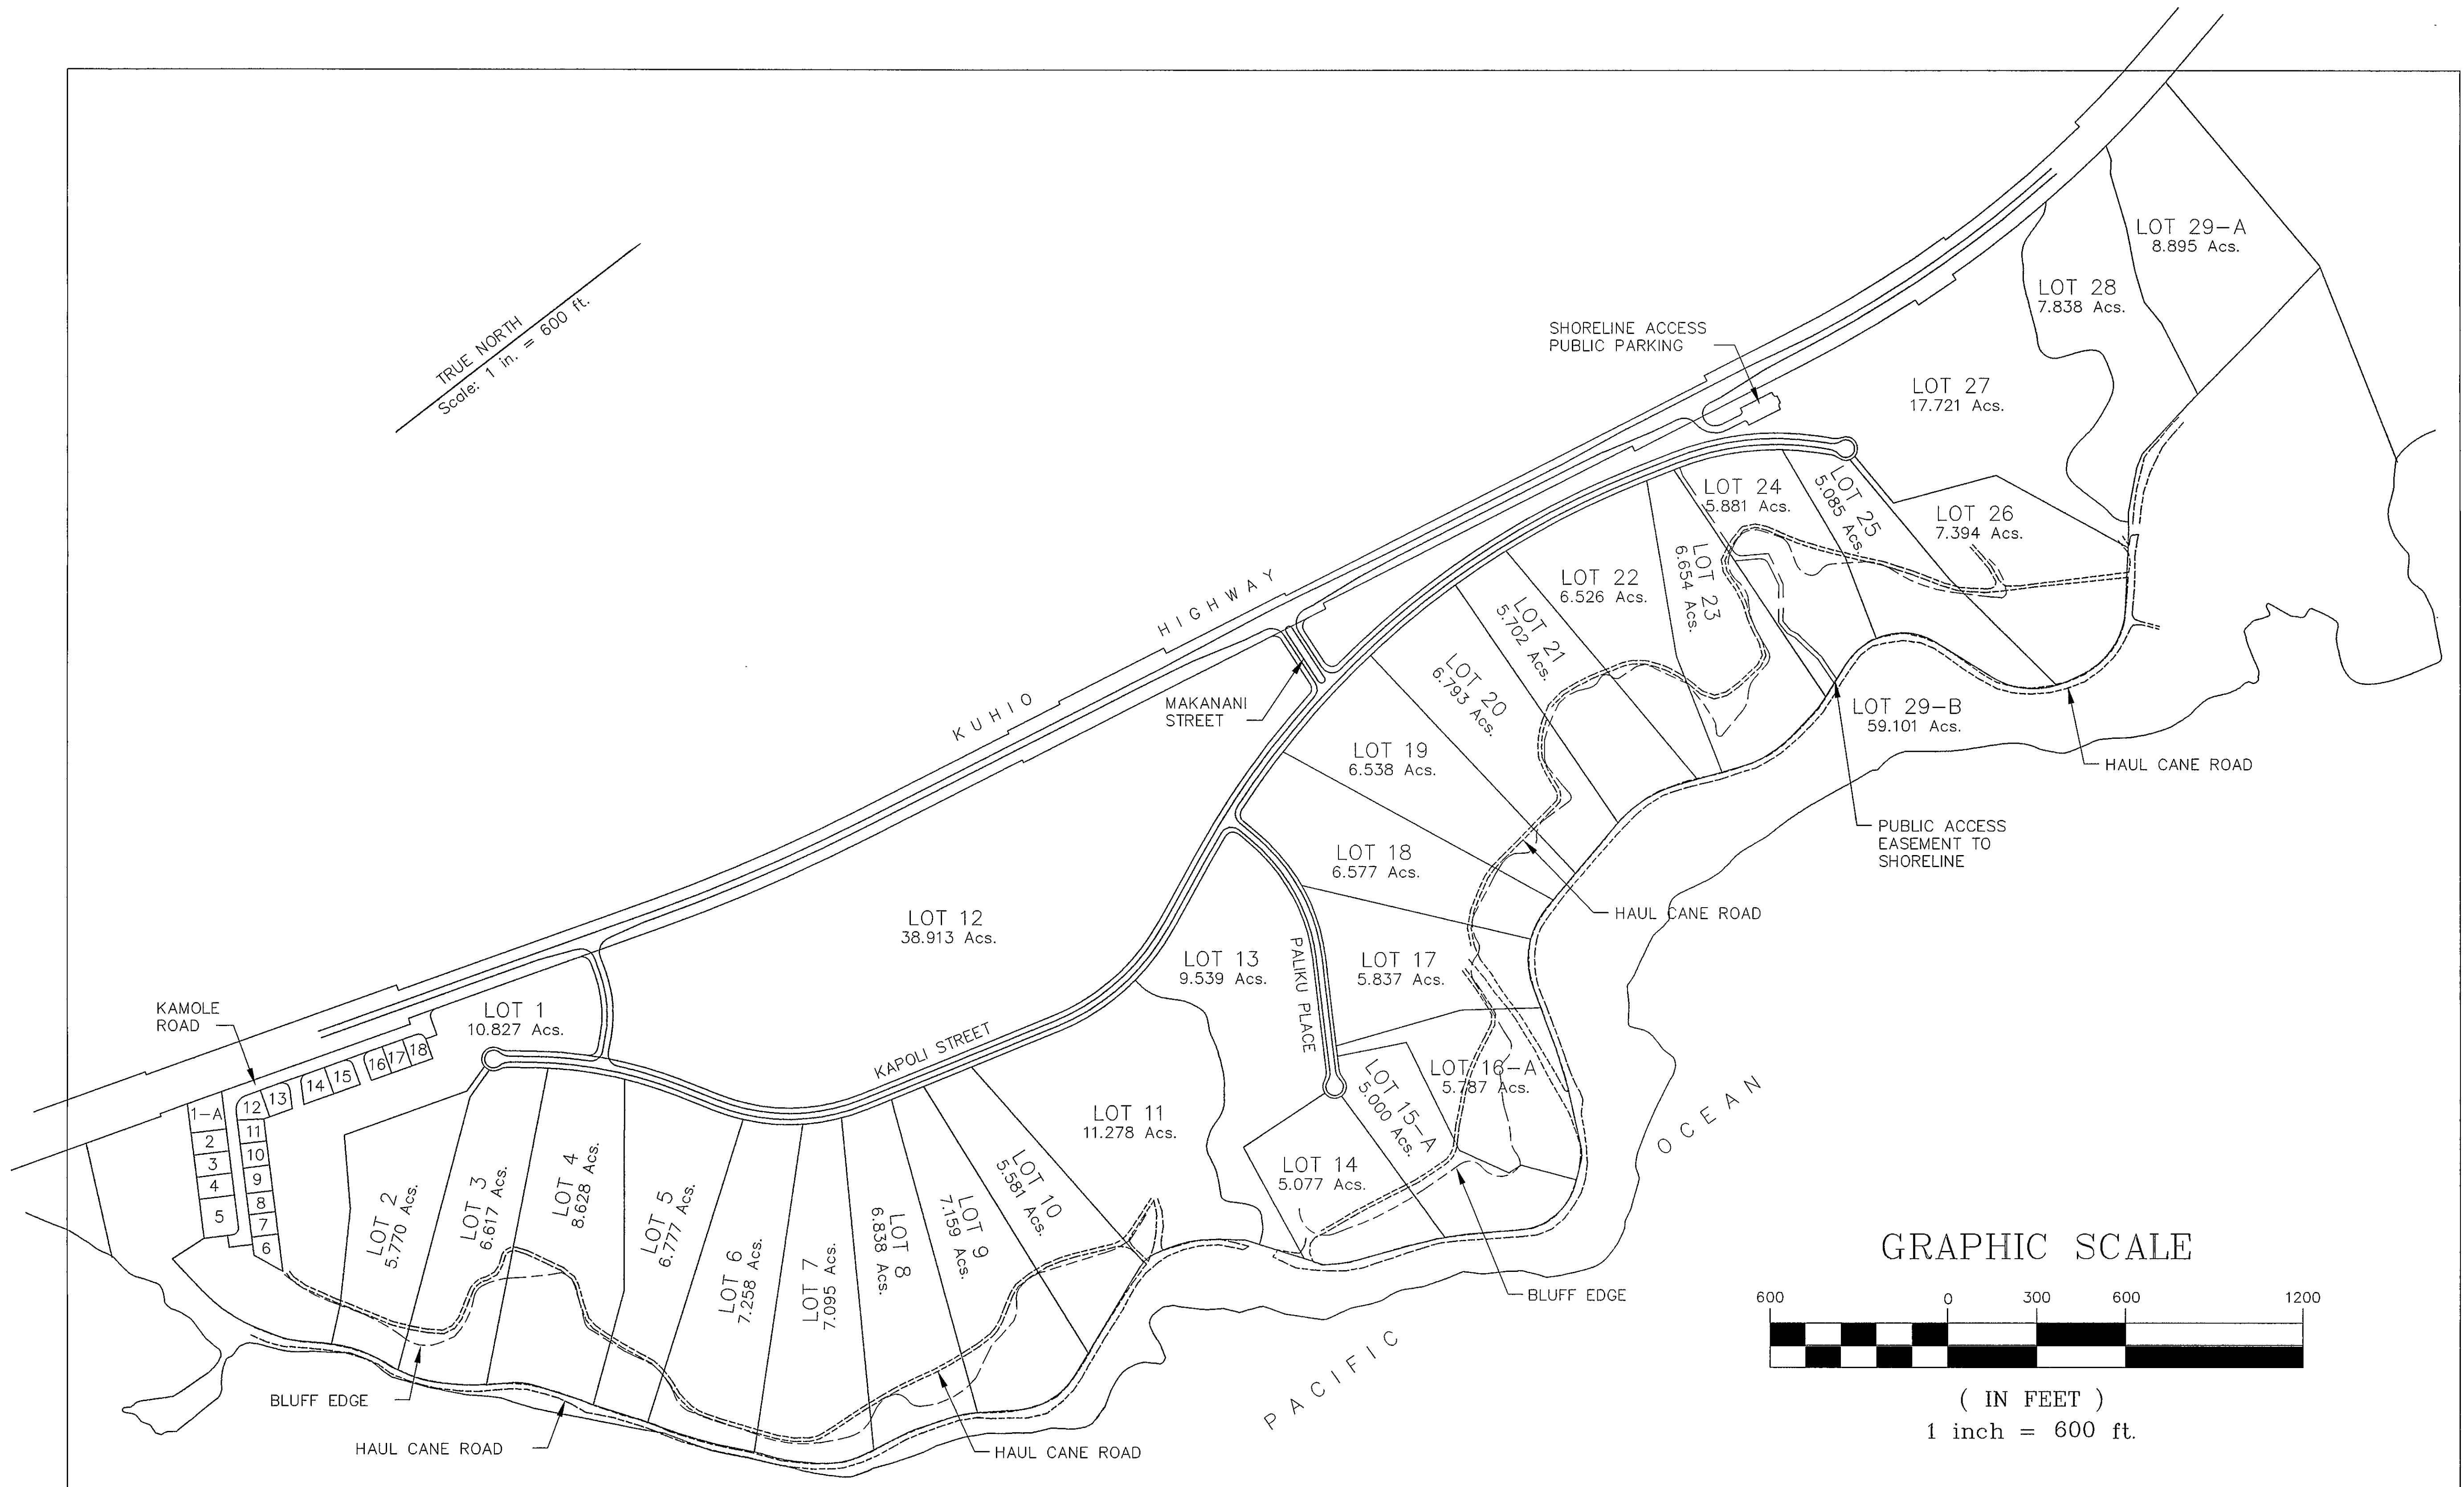 TRUE NORTH
Scale: 1 in. = 600 ft.
LOT 29-A
8.895 Acs.
LOT 28
7.838 Acs.
SHORELINE ACCESS
PUBLIC PARKING
LOT 27
17.721 Acs.
LOT 24
5.881 Acs.
LOT 25
5.085 Acs.
LOT 26
7.394 Acs.
KUHIO HIGHWAY
LOT 22
6.526 Acs.
LOT 23
6.654 Acs.
LOT 21
5.702 Acs.
LOT 20
6.793 Acs.
MAKANANI
STREET
LOT 29-B
59.101 Acs.
LOT 19
6.538 Acs.
HAUL CANE ROAD
PUBLIC ACCESS
EASEMENT TO
SHORELINE
LOT 18
6.577 Acs.
HAUL CANE ROAD
LOT 12
38.913 Acs.
LOT 13
9.539 Acs.
PALIKU PLACE
LOT 17
5.837 Acs.
KAMOLE
ROAD
LOT 1
10.827 Acs.
KAPOLI STREET
1-A
2
3
4
5
6
7
8
9
10
11
12
13
14
15
16
17
18
LOT 16-A
5.787 Acs.
LOT 15-A
5.000 Acs.
LOT 11
11.278 Acs.
LOT 14
5.077 Acs.
LOT 2
5.770 Acs.
LOT 3
6.617 Acs.
LOT 4
8.628 Acs.
LOT 5
6.777 Acs.
LOT 6
7.258 Acs.
LOT 7
7.095 Acs.
LOT 8
6.838 Acs.
LOT 9
7.159 Acs.
LOT 10
5.581 Acs.
PACIFIC OCEAN
BLUFF EDGE
BLUFF EDGE
HAUL CANE ROAD
HAUL CANE ROAD
GRAPHIC SCALE
600 0 300 600 1200
( IN FEET )
1 inch = 600 ft.